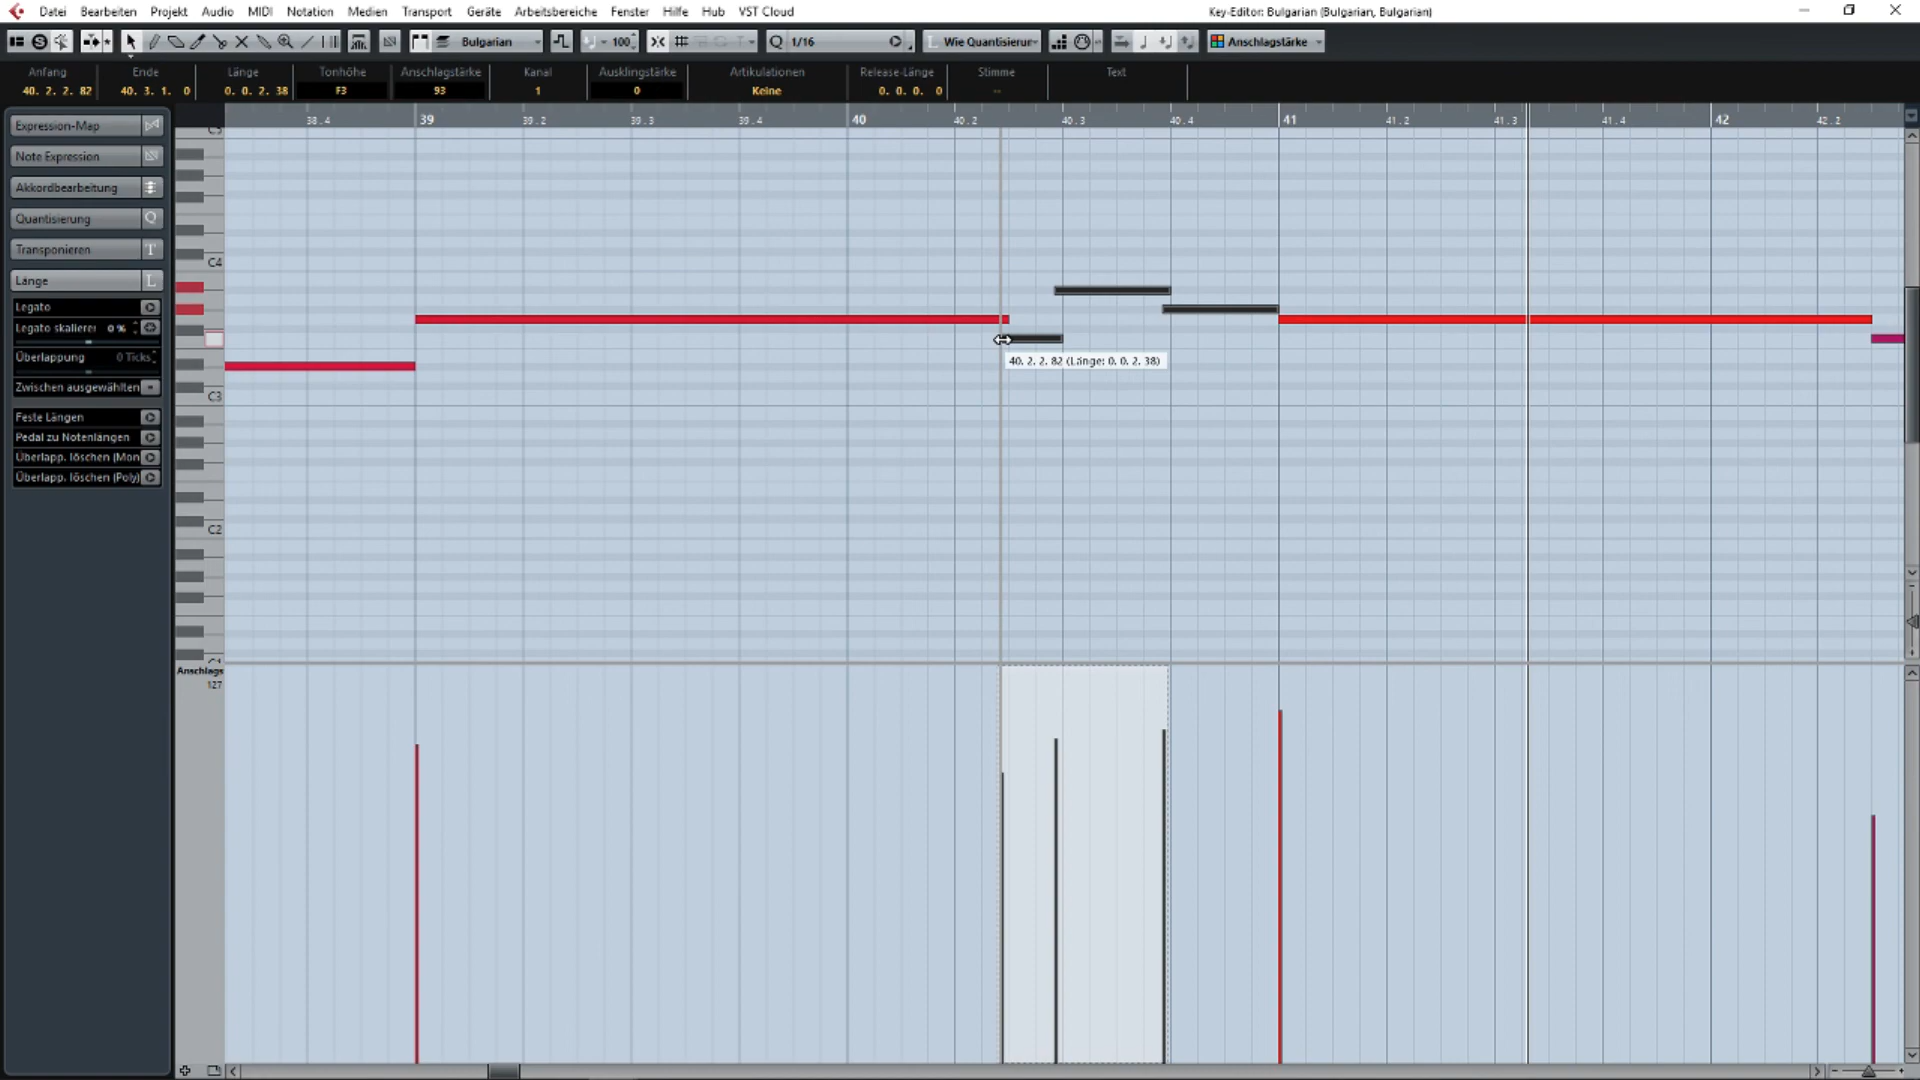 Datei Bearbeiten Projekt Audio MIDI Notation Medien Transport Geräte Arbeitsbereiche Fenster Hilfe Hub VST Cloud Key-Editor: Bulgarian (Bulgarian, Bulgarian)
Bulgarian 100 1/16 Wie Quantisierur Anschlagstärke
Anfang Ende Länge Tonhöhe Anschlagstärke Kanal Ausklingstärke Artikulationen Release-Länge Stimme Text
40. 2. 2. 82 40. 3. 1. 0 0. 0. 2. 38 F3 93 1 0 Keine 0. 0. 0. 0 --
38.4 39 39.2 39.3 39.4 40 40.2 40.3 40.4 41 41.2 41.3 41.4 42 42.2
Expression-Map
Note Expression
Akkordbearbeitung
Quantisierung Q
Transponieren T
Länge L
Legato
Legato skalierer 0 %
Überlappung 0 Ticks
Zwischen ausgewählten
Feste Längen
Pedal zu Notenlängen
Überlapp. löschen (Mon
Überlapp. löschen (Poly)
C4
C3
C2
40. 2. 2. 82 (Länge: 0. 0. 2. 38)
Anschlags
127